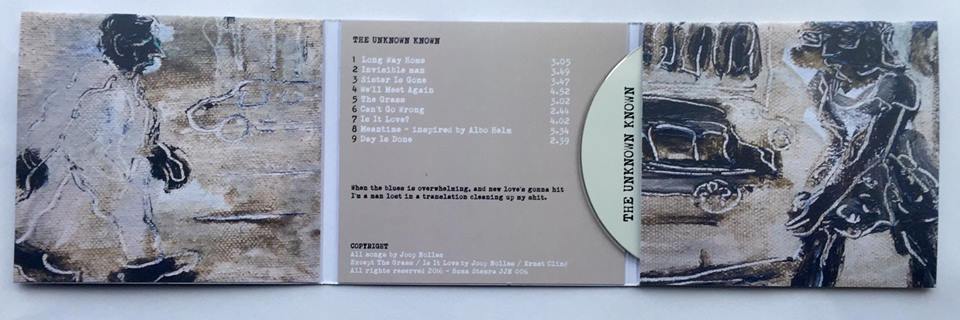 THE UNKNOWN KNOWN
1 Long Way Home 3.05
2 Invisible man 3.49
3 Sister Is Gone 3.47
4 We'll Meet Again 4.52
5 The Grass 3.02
6 Can't Go Wrong 2.44
7 Is It Love? 4.02
8 Meantime - inspired by Albo Helm 5.34
9 Day Is Done 2.39
When the blues is overwhelming, and new love's gonna hit
I'm a man lost in a translation cleaning up my shit.
COPYRIGHT
All songs by Joop Nolles
Except The Grass / Is It Love by Joop Nolles / Ernst
All rights reserved 2016 - JJN 006
THE UNKNOWN KNOWN